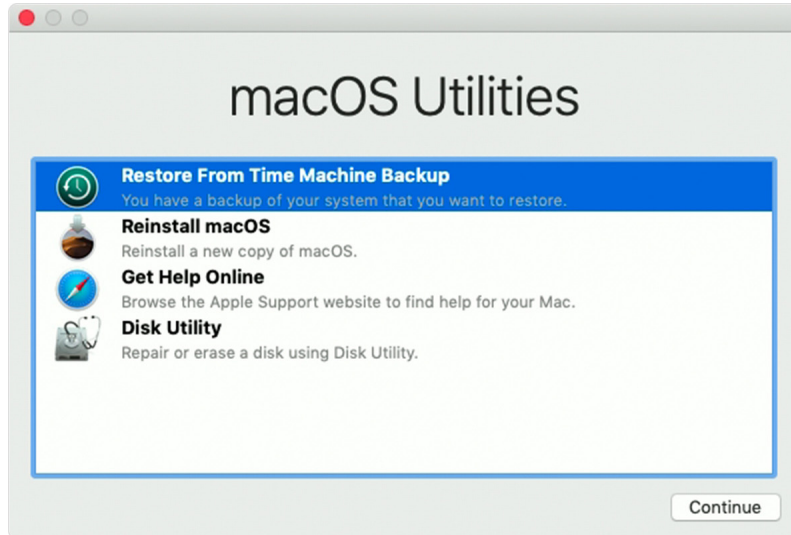 macOS Utilities
Restore From Time Machine Backup
You have a backup of your system that you want to restore.
Reinstall macOS
Reinstall a new copy of macOS.
Get Help Online
Browse the Apple Support website to find help for your Mac.
Disk Utility
Repair or erase a disk using Disk Utility.
Continue